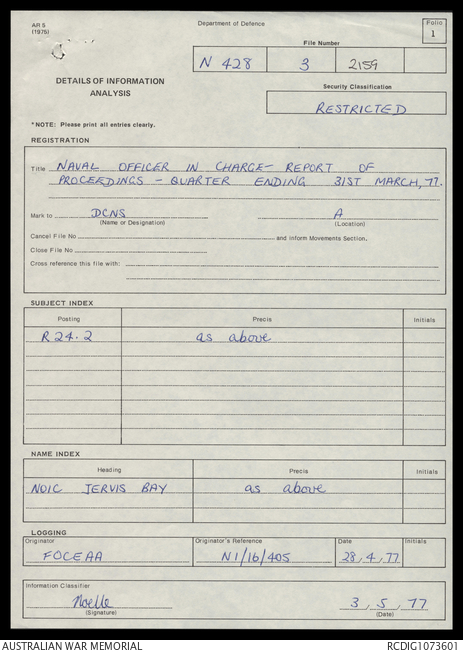 AR 5
(1975)
Department of Defence
Folio
1
File Number
N 428 3 2159
DETAILS OF INFORMATION
ANALYSIS
Security Classification
RESTRICTED
*NOTE: Please print all entries clearly.
REGISTRATION
Title NAVAL OFFICER IN CHARGE - REPORT OF
PROCEEDINGS - QUARTER ENDING 31ST MARCH, 77.
Mark to DCNS A
(Name or Designation) (Location)
Cancel File No and inform Movements Section.
Close File No
Cross reference this file with:
SUBJECT INDEX
Posting Precis Initials
R24.2 as above
NAME INDEX
Heading Precis Initials
NOIC JERVIS BAY as above
LOGGING
Originator Originator's Reference Date Initials
FOCEAA N1/16/405 28,4,77
Information Classifier
Noelle 3,5,77
(Signature) (Date)
AUSTRALIAN WAR MEMORIAL RCDIG1073601